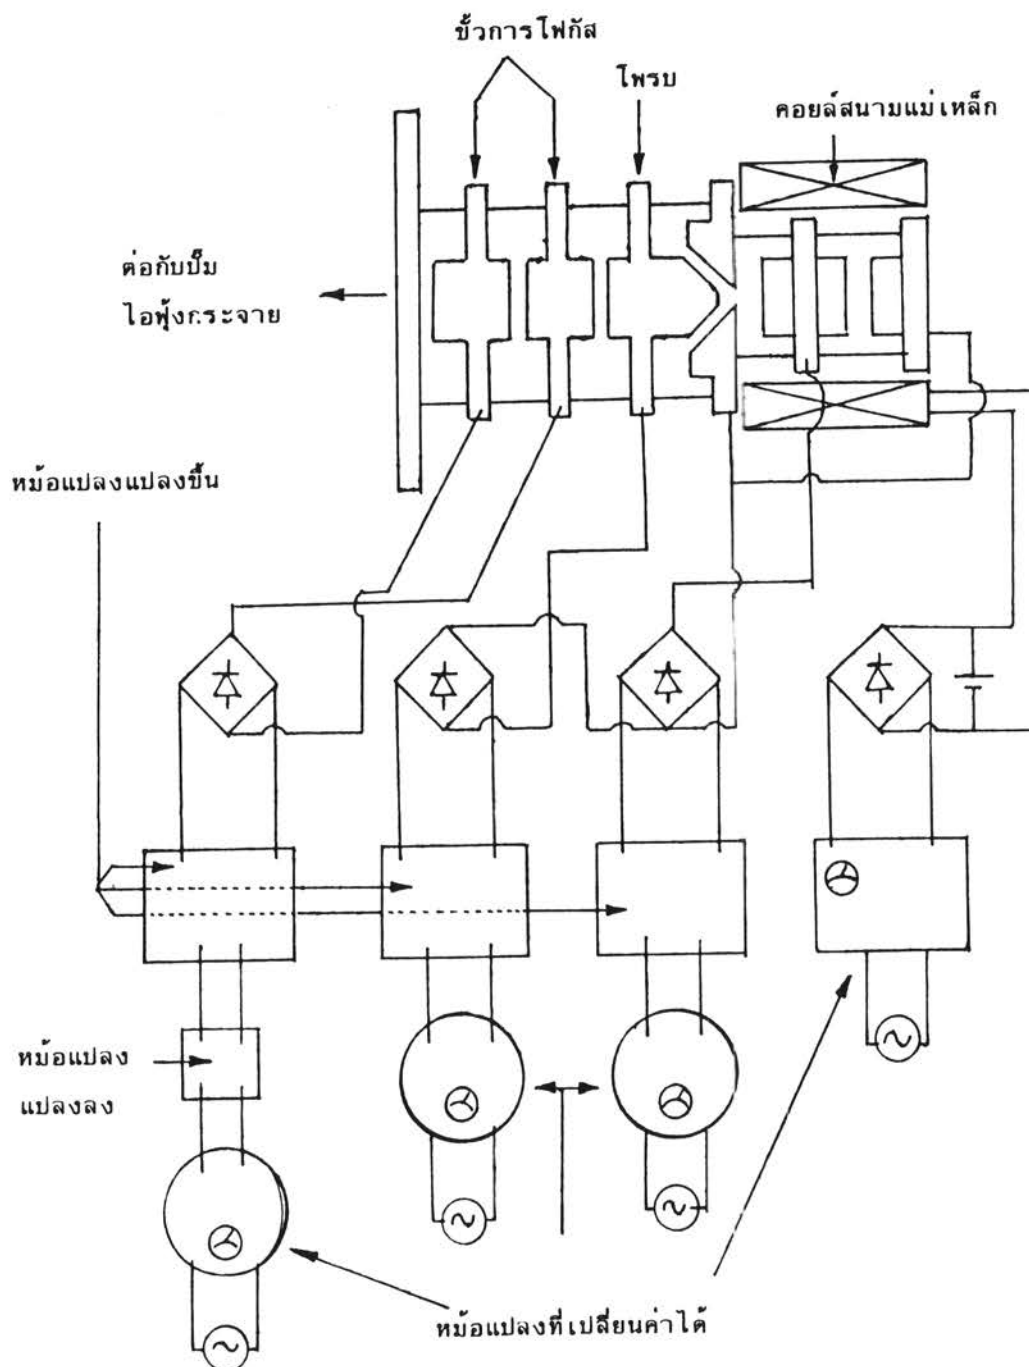 ขั้วการโฟกัส
โพรบ
คอยล์สนามแม่เหล็ก
ต่อกับปั๊ม
ไอฟุ้งกระจาย
หม้อแปลงแปลงขึ้น
หม้อแปลง
แปลงลง
หม้อแปลงที่เปลี่ยนค่าได้